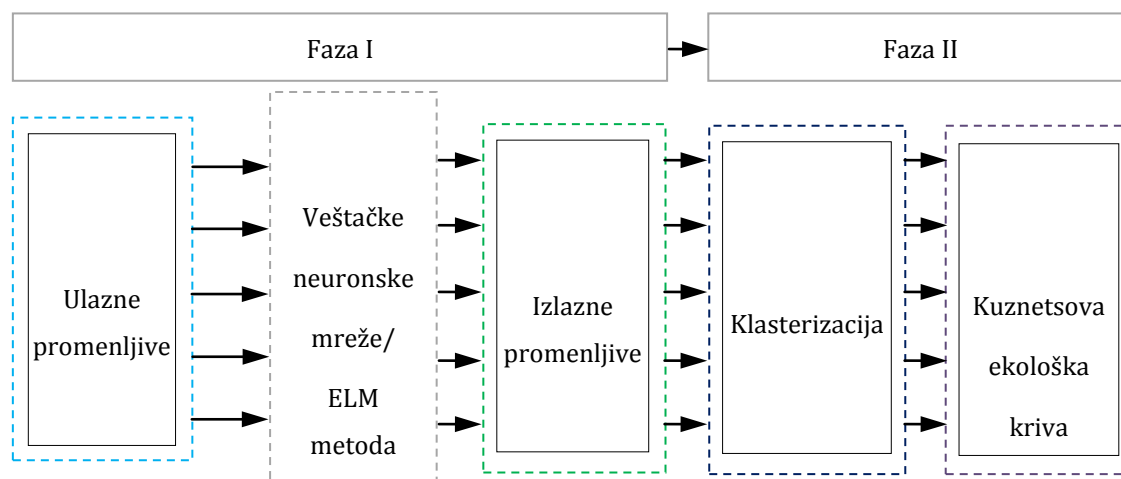 Faza I
Faza II
Ulazne
promenljive
Veštačke
neuronske
mreže/
ELM
metoda
Izlazne
promenljive
Klasterizacija
Kuznetsova
ekološka
kriva